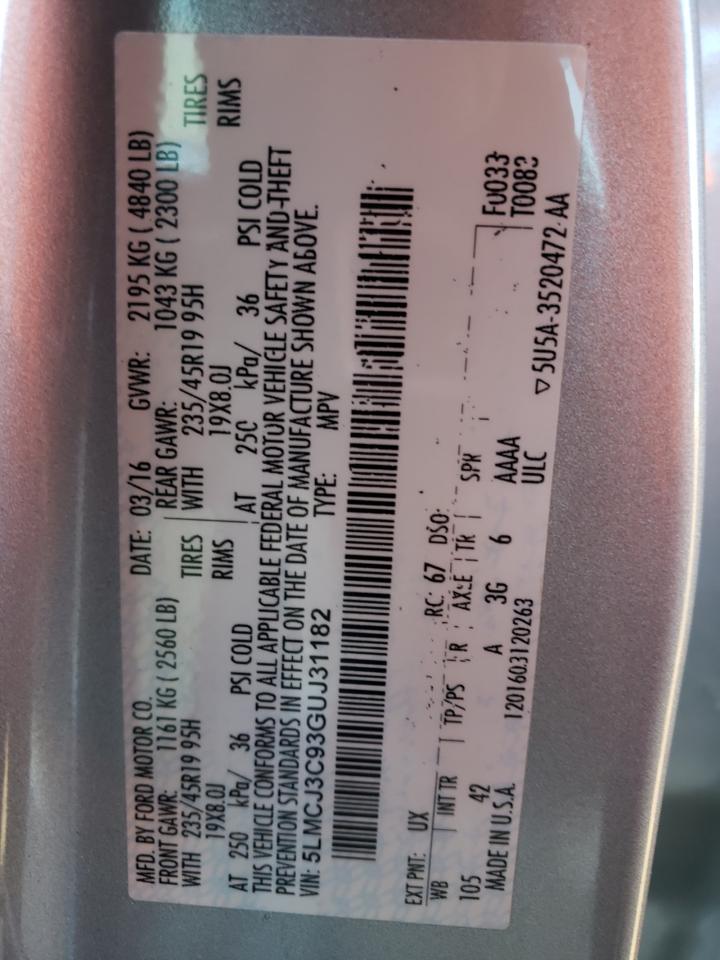 MFD. BY FORD MOTOR CO.
DATE: 03/16 GVWR: 2195 KG ( 4840 LB)
FRONT GAWR: 1161 KG ( 2560 LB)
REAR GAWR: 1043 KG ( 2300 LB)
WITH 235/45R19 95H TIRES
WITH 235/45R19 95H TIRES
19X8.0J RIMS
19X8.0J RIMS
AT 250 kPa/ 36 PSI COLD
AT 250 kPa/ 36 PSI COLD
THIS VEHICLE CONFORMS TO ALL APPLICABLE FEDERAL MOTOR VEHICLE SAFETY AND THEFT
PREVENTION STANDARDS IN EFFECT ON THE DATE OF MANUFACTURE SHOWN ABOVE.
VIN: 5LMCJ3C93GUJ31182
TYPE: MPV
EXT PNT: UX RC: 67 DSO: F0033
WB INT TR TP/PS R AXLE TR SPR T0083
105 42 A 3G 6 AAAA
MADE IN U.S.A. ULC
120160.3120263 ▽5U5A-3520472-AA